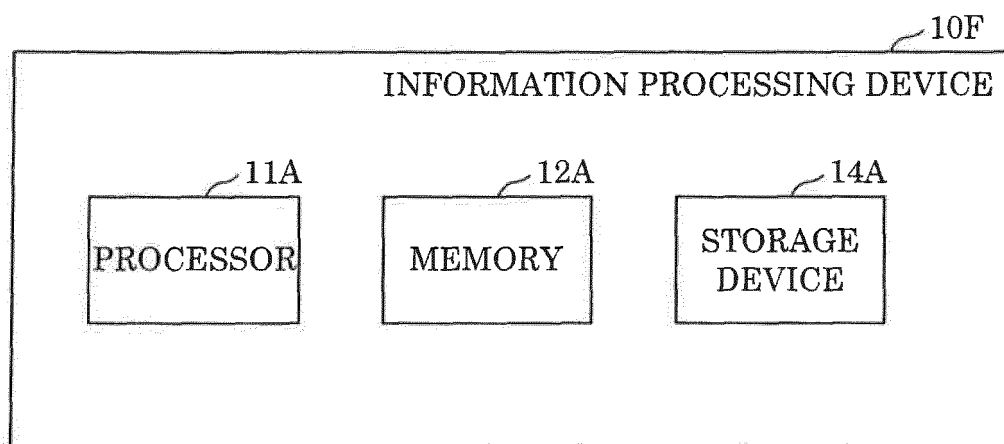 10F
INFORMATION PROCESSING DEVICE
11A
12A
14A
PROCESSOR
MEMORY
STORAGE
DEVICE